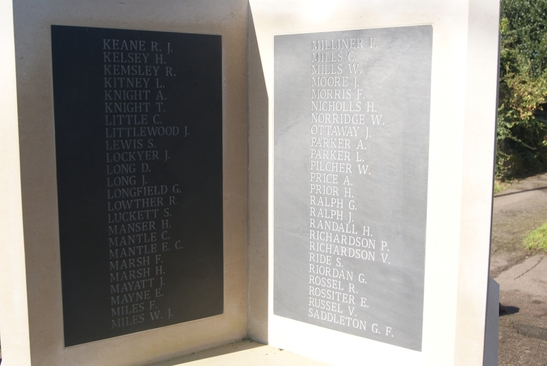 KEANE R. J.
KELSEY H.
KEMSLEY R.
KITNEY L.
KNIGHT A.
KNIGHT T.
LITTLE C.
LITTLEWOOD J.
LEWIS S.
LOCKYER J.
LONG D.
LONG J.
LONGFIELD G.
LOWTHER R.
LUCKETT S.
MANSER H.
MANTLE C.
MANTLE E. C.
MARSH F.
MARSH H.
MAYATT J.
MAYNE E.
MILES F.
MILES W. J.
MILLINER
MILLS C.
MILLS W.
MOORE
MORRIS F.
NICHOLLS H.
NORRIDGE W.
OTTAWAY J.
PARKER A.
PARKER L.
PILCHER W.
PRICE A.
PRIOR H.
RALPH G.
RALPH J.
RANDALL H.
RICHARDSON P.
RICHARDSON V.
RIDE S.
RIORDAN G.
ROSSEL R.
ROSSITER E.
RUSSEL V.
SADDLETON G. F.